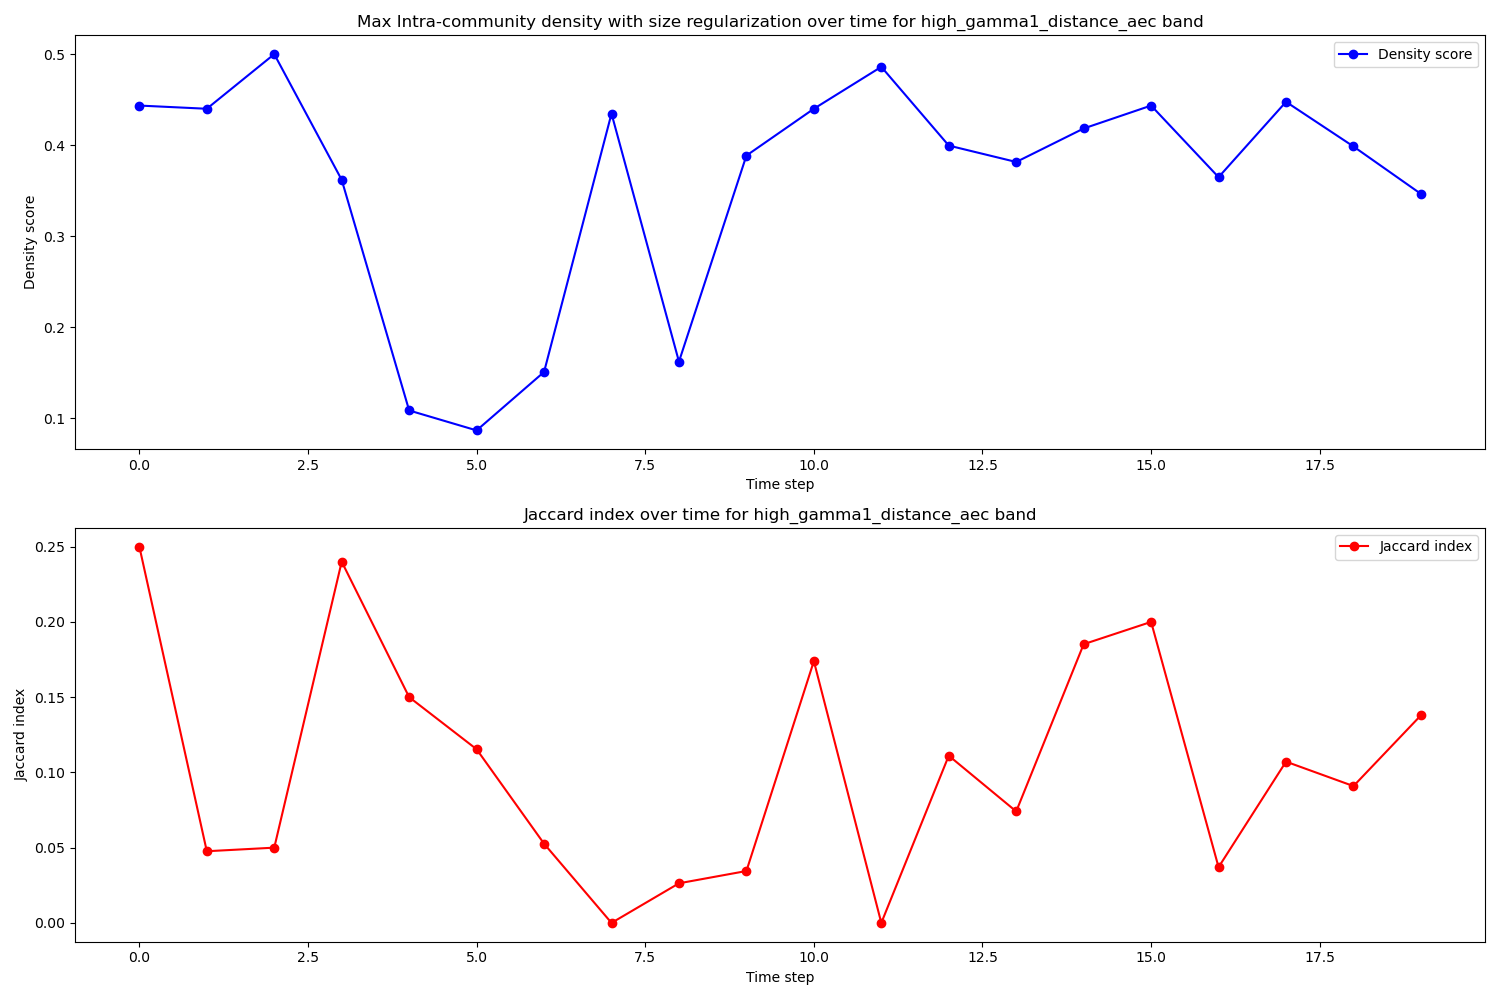 Max Intra-community density with size regularization over time for high_gamma1_distance_aec band
Density score
0.5
0.4
0.3
0.2
0.1
Density score
0.0 2.5 5.0 7.5 10.0 12.5 15.0 17.5
Time step
Jaccard index over time for high_gamma1_distance_aec band
Jaccard index
0.25
0.20
0.15
0.10
0.05
0.00
Jaccard index
0.0 2.5 5.0 7.5 10.0 12.5 15.0 17.5
Time step